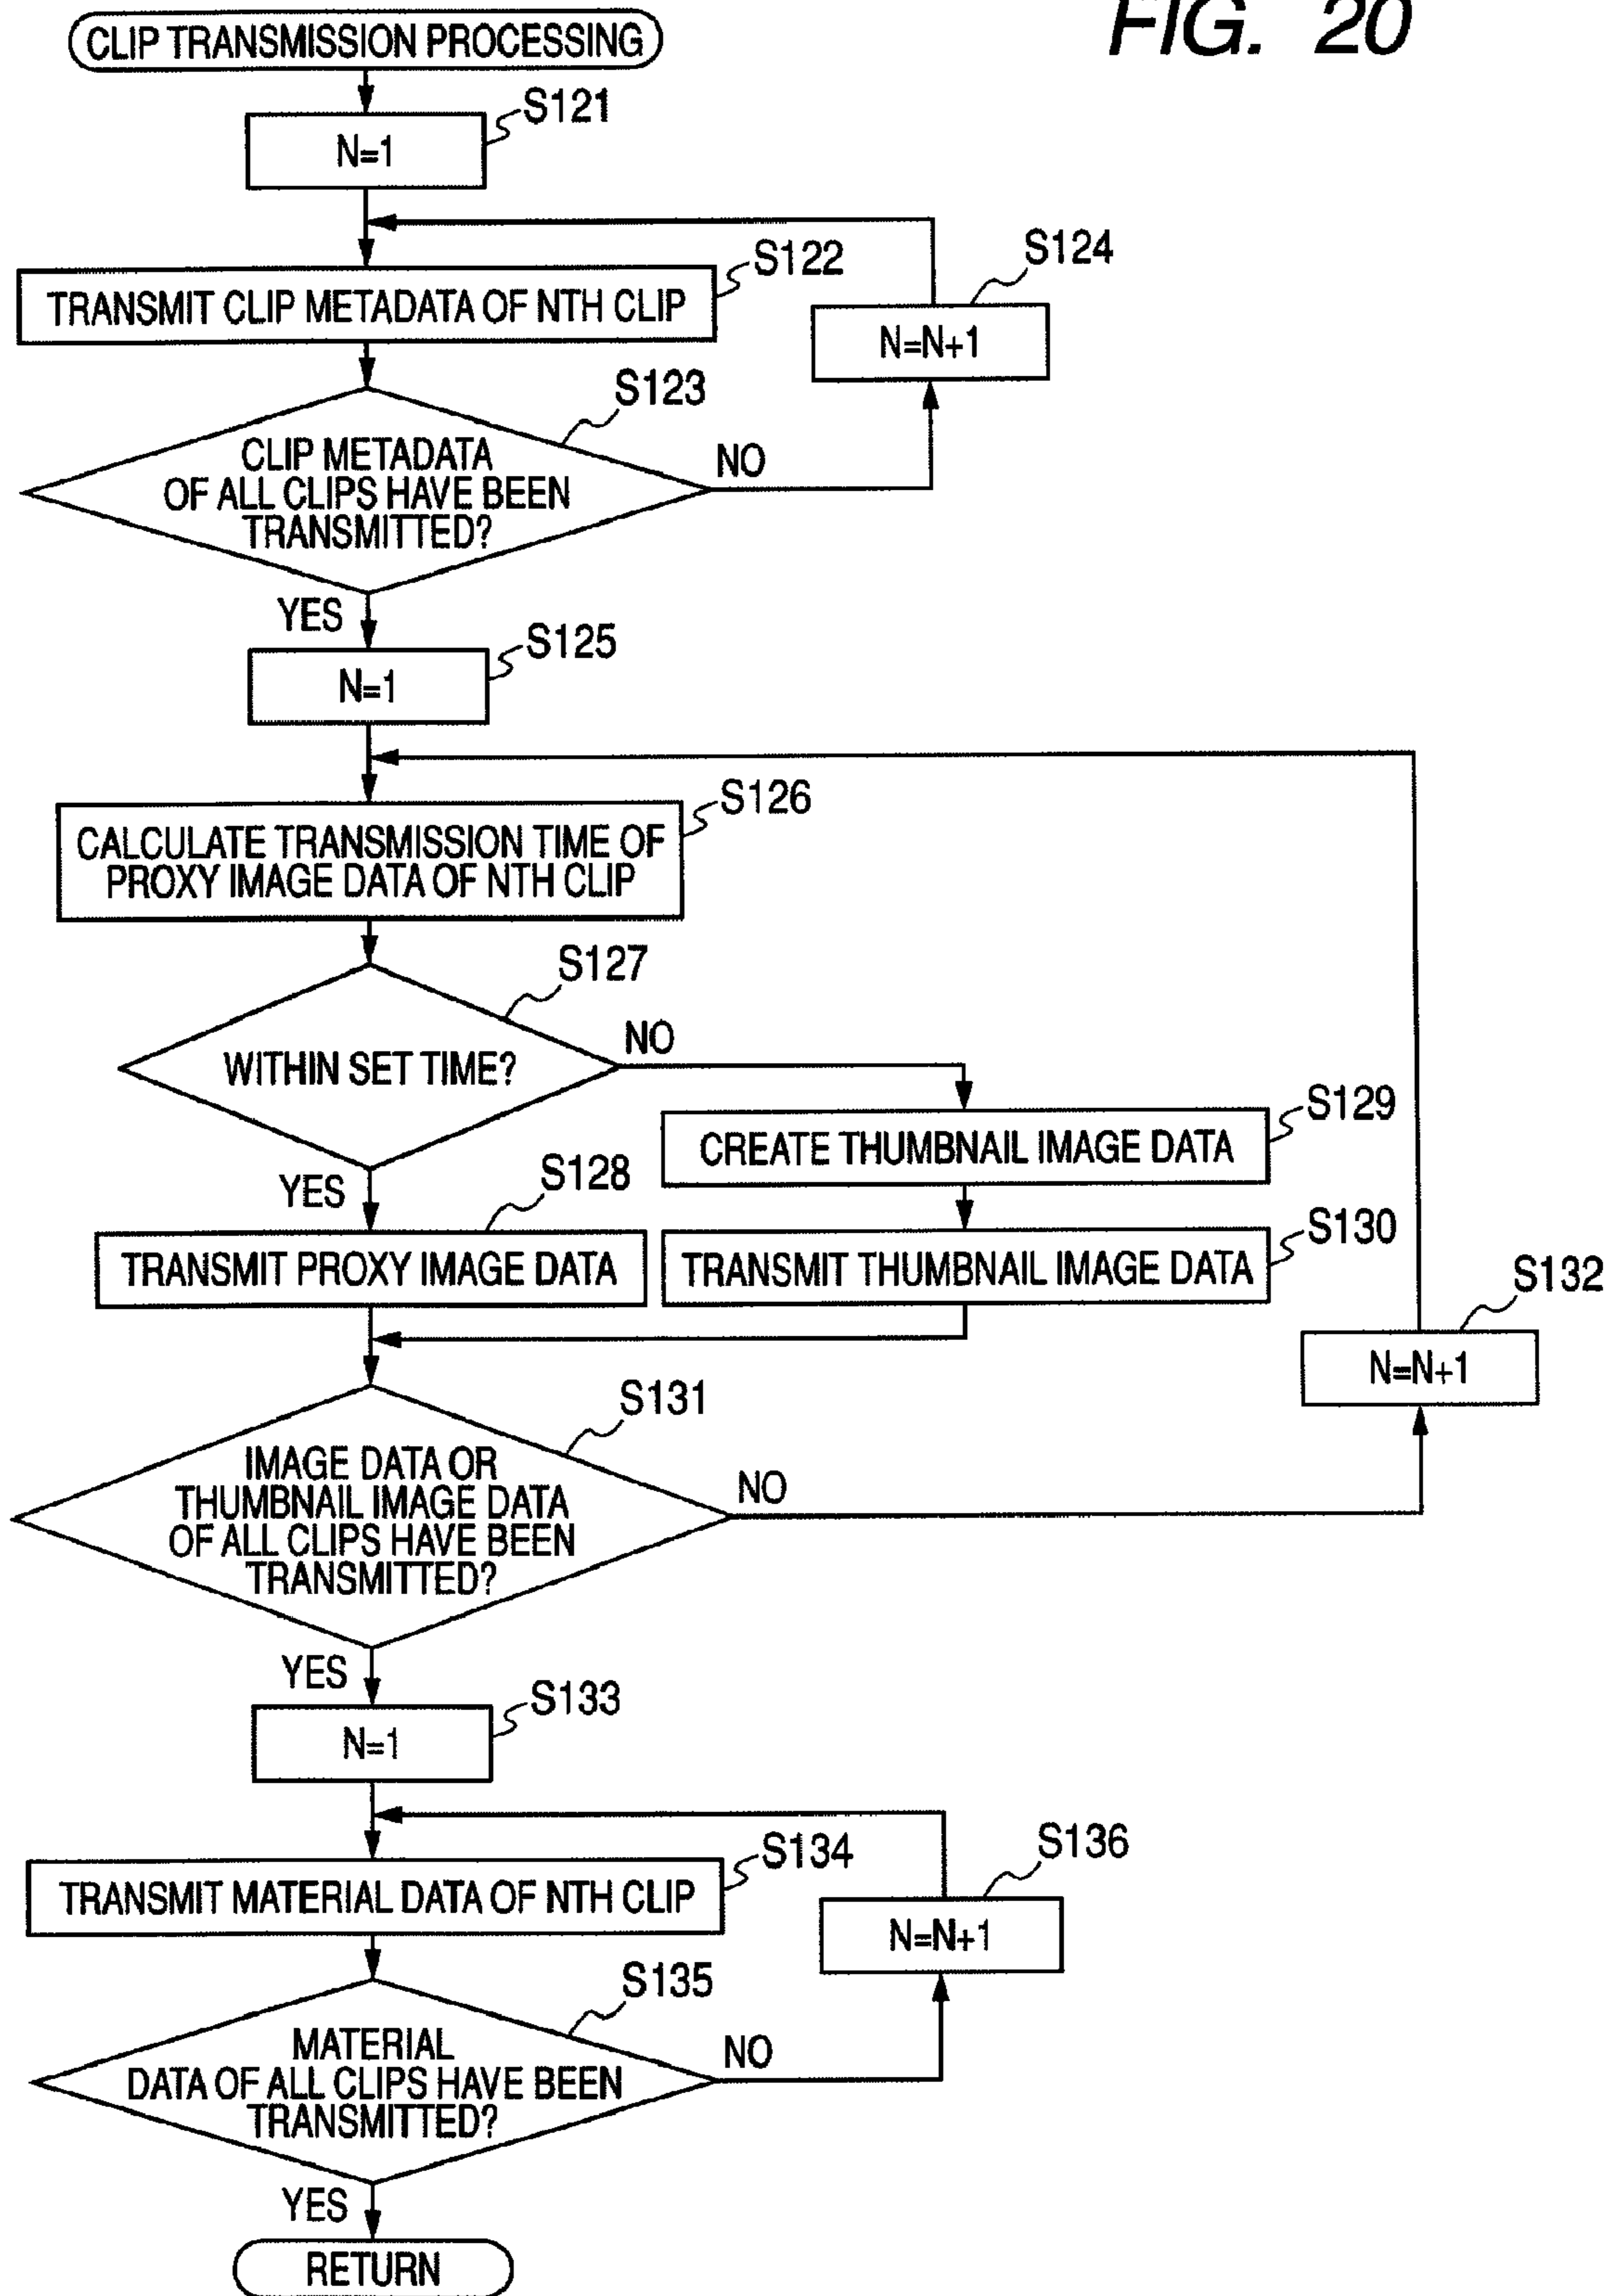 FIG. 20
CLIP TRANSMISSION PROCESSING
S121
N=1
S122
TRANSMIT CLIP METADATA OF NTH CLIP
S124
N=N+1
S123
CLIP METADATA
OF ALL CLIPS HAVE BEEN
TRANSMITTED?
NO
YES
S125
N=1
S126
CALCULATE TRANSMISSION TIME OF
PROXY IMAGE DATA OF NTH CLIP
S127
WITHIN SET TIME?
NO
S129
CREATE THUMBNAIL IMAGE DATA
YES
S128
TRANSMIT PROXY IMAGE DATA
S130
TRANSMIT THUMBNAIL IMAGE DATA
S132
N=N+1
S131
IMAGE DATA OR
THUMBNAIL IMAGE DATA
OF ALL CLIPS HAVE BEEN
TRANSMITTED?
NO
YES
S133
N=1
S134
TRANSMIT MATERIAL DATA OF NTH CLIP
S136
N=N+1
S135
MATERIAL
DATA OF ALL CLIPS HAVE BEEN
TRANSMITTED?
NO
YES
RETURN